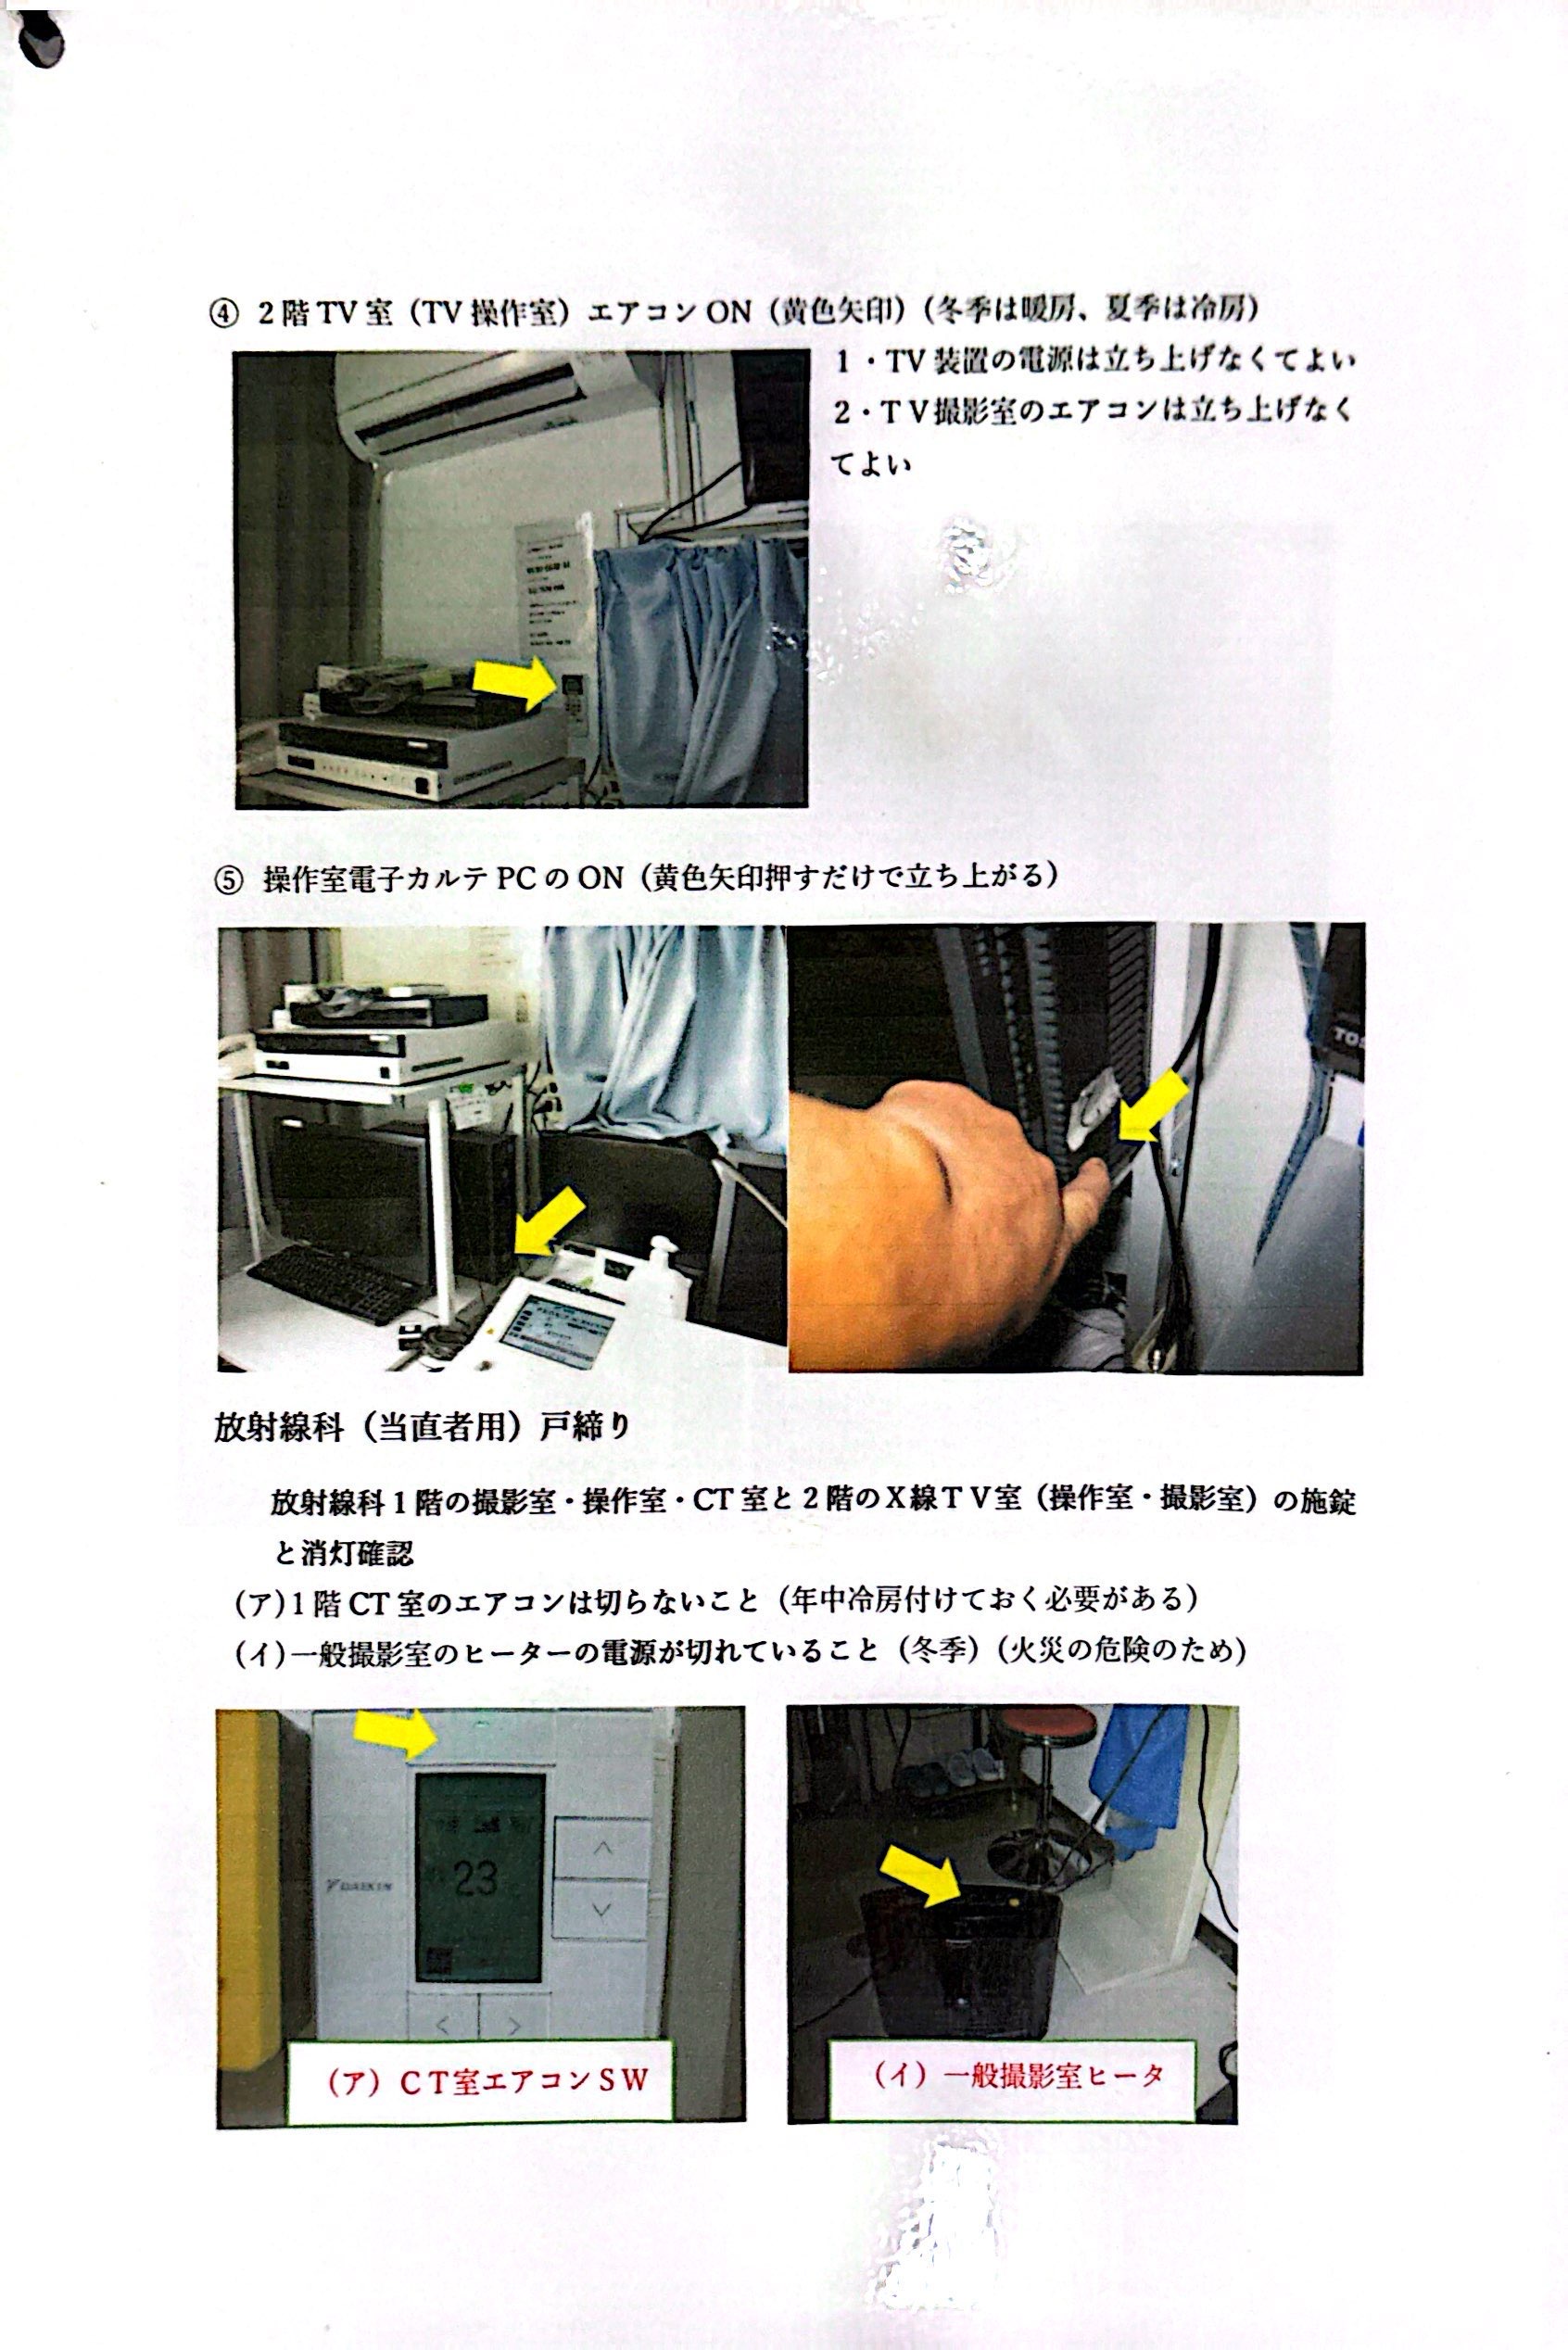 ④ 2階TV室（TV操作室）エアコンON（黄色矢印）（冬季は暖房、夏季は冷房）
1・TV装置の電源は立ち上げなくてよい
2・TV撮影室のエアコンは立ち上げなく
てよい
⑤ 操作室電子カルテPCのON（黄色矢印押すだけで立ち上がる）
TOS
放射線科（当直者用）戸締り
放射線科1階の撮影室・操作室・CT室と2階のX線TV室（操作室・撮影室）の施錠
と消灯確認
(ア)1階CT室のエアコンは切らないこと（年中冷房付けておく必要がある）
(イ)一般撮影室のヒーターの電源が切れていること（冬季）（火災の危険のため）
DAIKIN
23
（ア）CT室エアコンSW
（イ）一般撮影室ヒータ